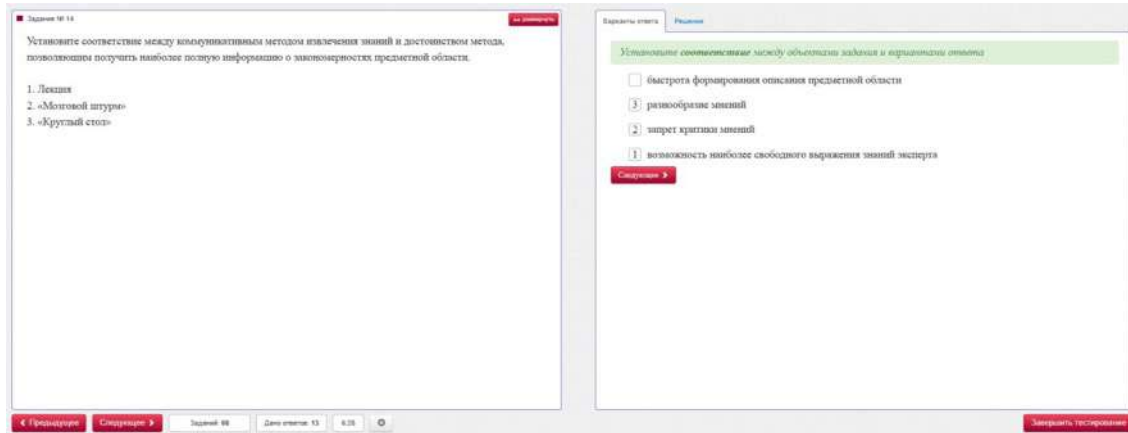 Задание № 14
развернуть
Установите соответствие между коммуникативным методом извлечения знаний и достоинством метода,
позволяющим получить наиболее полную информацию о закономерностях предметной области.
1. Лекция
2. «Мозговой штурм»
3. «Круглый стол»
Варианты ответа
Решение
Установите соответствие между объектами задания и вариантами ответа
быстрота формирования описания предметной области
3 разнообразие мнений
2 запрет критики мнений
1 возможность наиболее свободного выражения знаний эксперта
Следующее
Предыдущее Следующее Заданий: Дано ответов: 13
Завершить тестирование